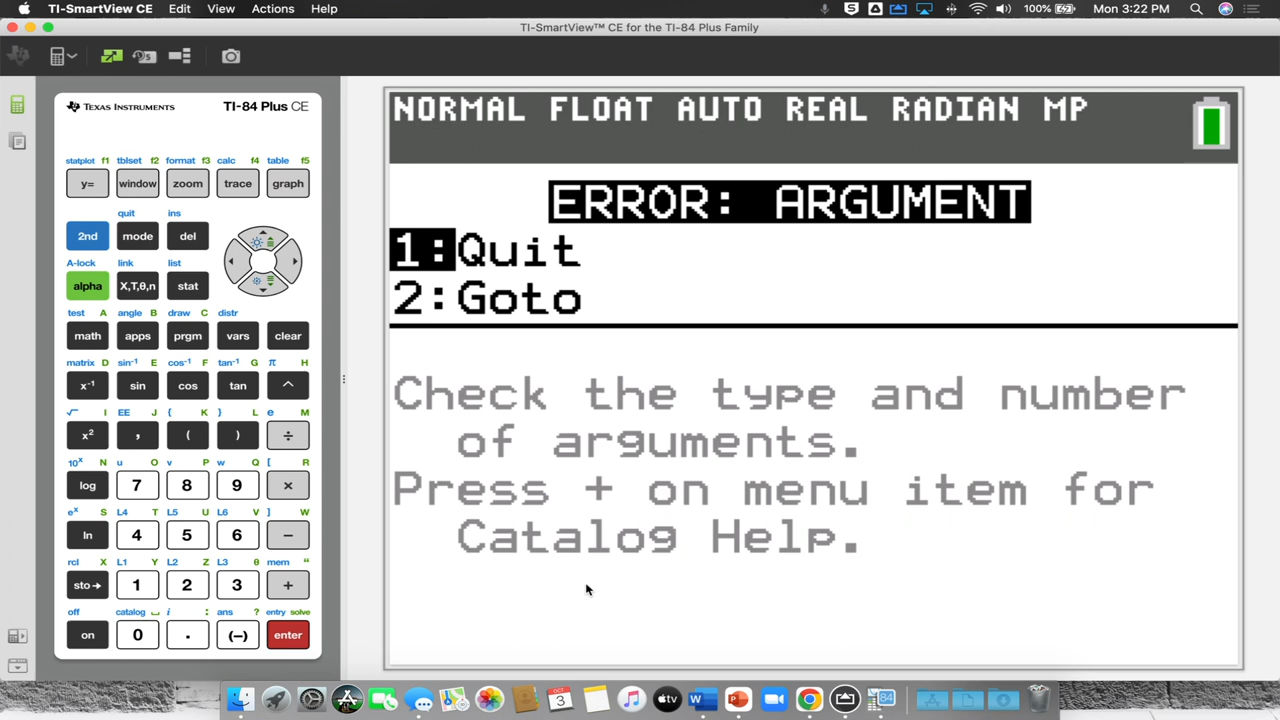 TI-SmartView CE Edit View Actions Help 100% Mon 3:22 PM
TI-SmartView™ CE for the TI-84 Plus Family
TEXAS INSTRUMENTS TI-84 Plus CE
statplot f1 tblset f2 format f3 calc f4 table f5
y= window zoom trace graph
quit ins
2nd mode del
A-lock link list
alpha X,T,θ,n stat
test A angle B draw C distr
math apps prgm vars clear
matrix D sin-1 E cos-1 F tan-1 G π H
x-1 sin cos tan ^
√ I EE J { K } L e M
x² , ( ) ÷
10x N u O v P w Q [ R
log 7 8 9 ×
ex S L4 T L5 U L6 V ] W
ln 4 5 6 −
rcl X L1 Y L2 Z L3 θ mem "
sto→ 1 2 3 +
off catalog i : ans ? entry solve
on 0 . (−) enter
NORMAL FLOAT AUTO REAL RADIAN MP
ERROR: ARGUMENT
1:Quit
2:Goto
Check the type and number
of arguments.
Press + on menu item for
Catalog Help.
OCT
3
tv W P 84